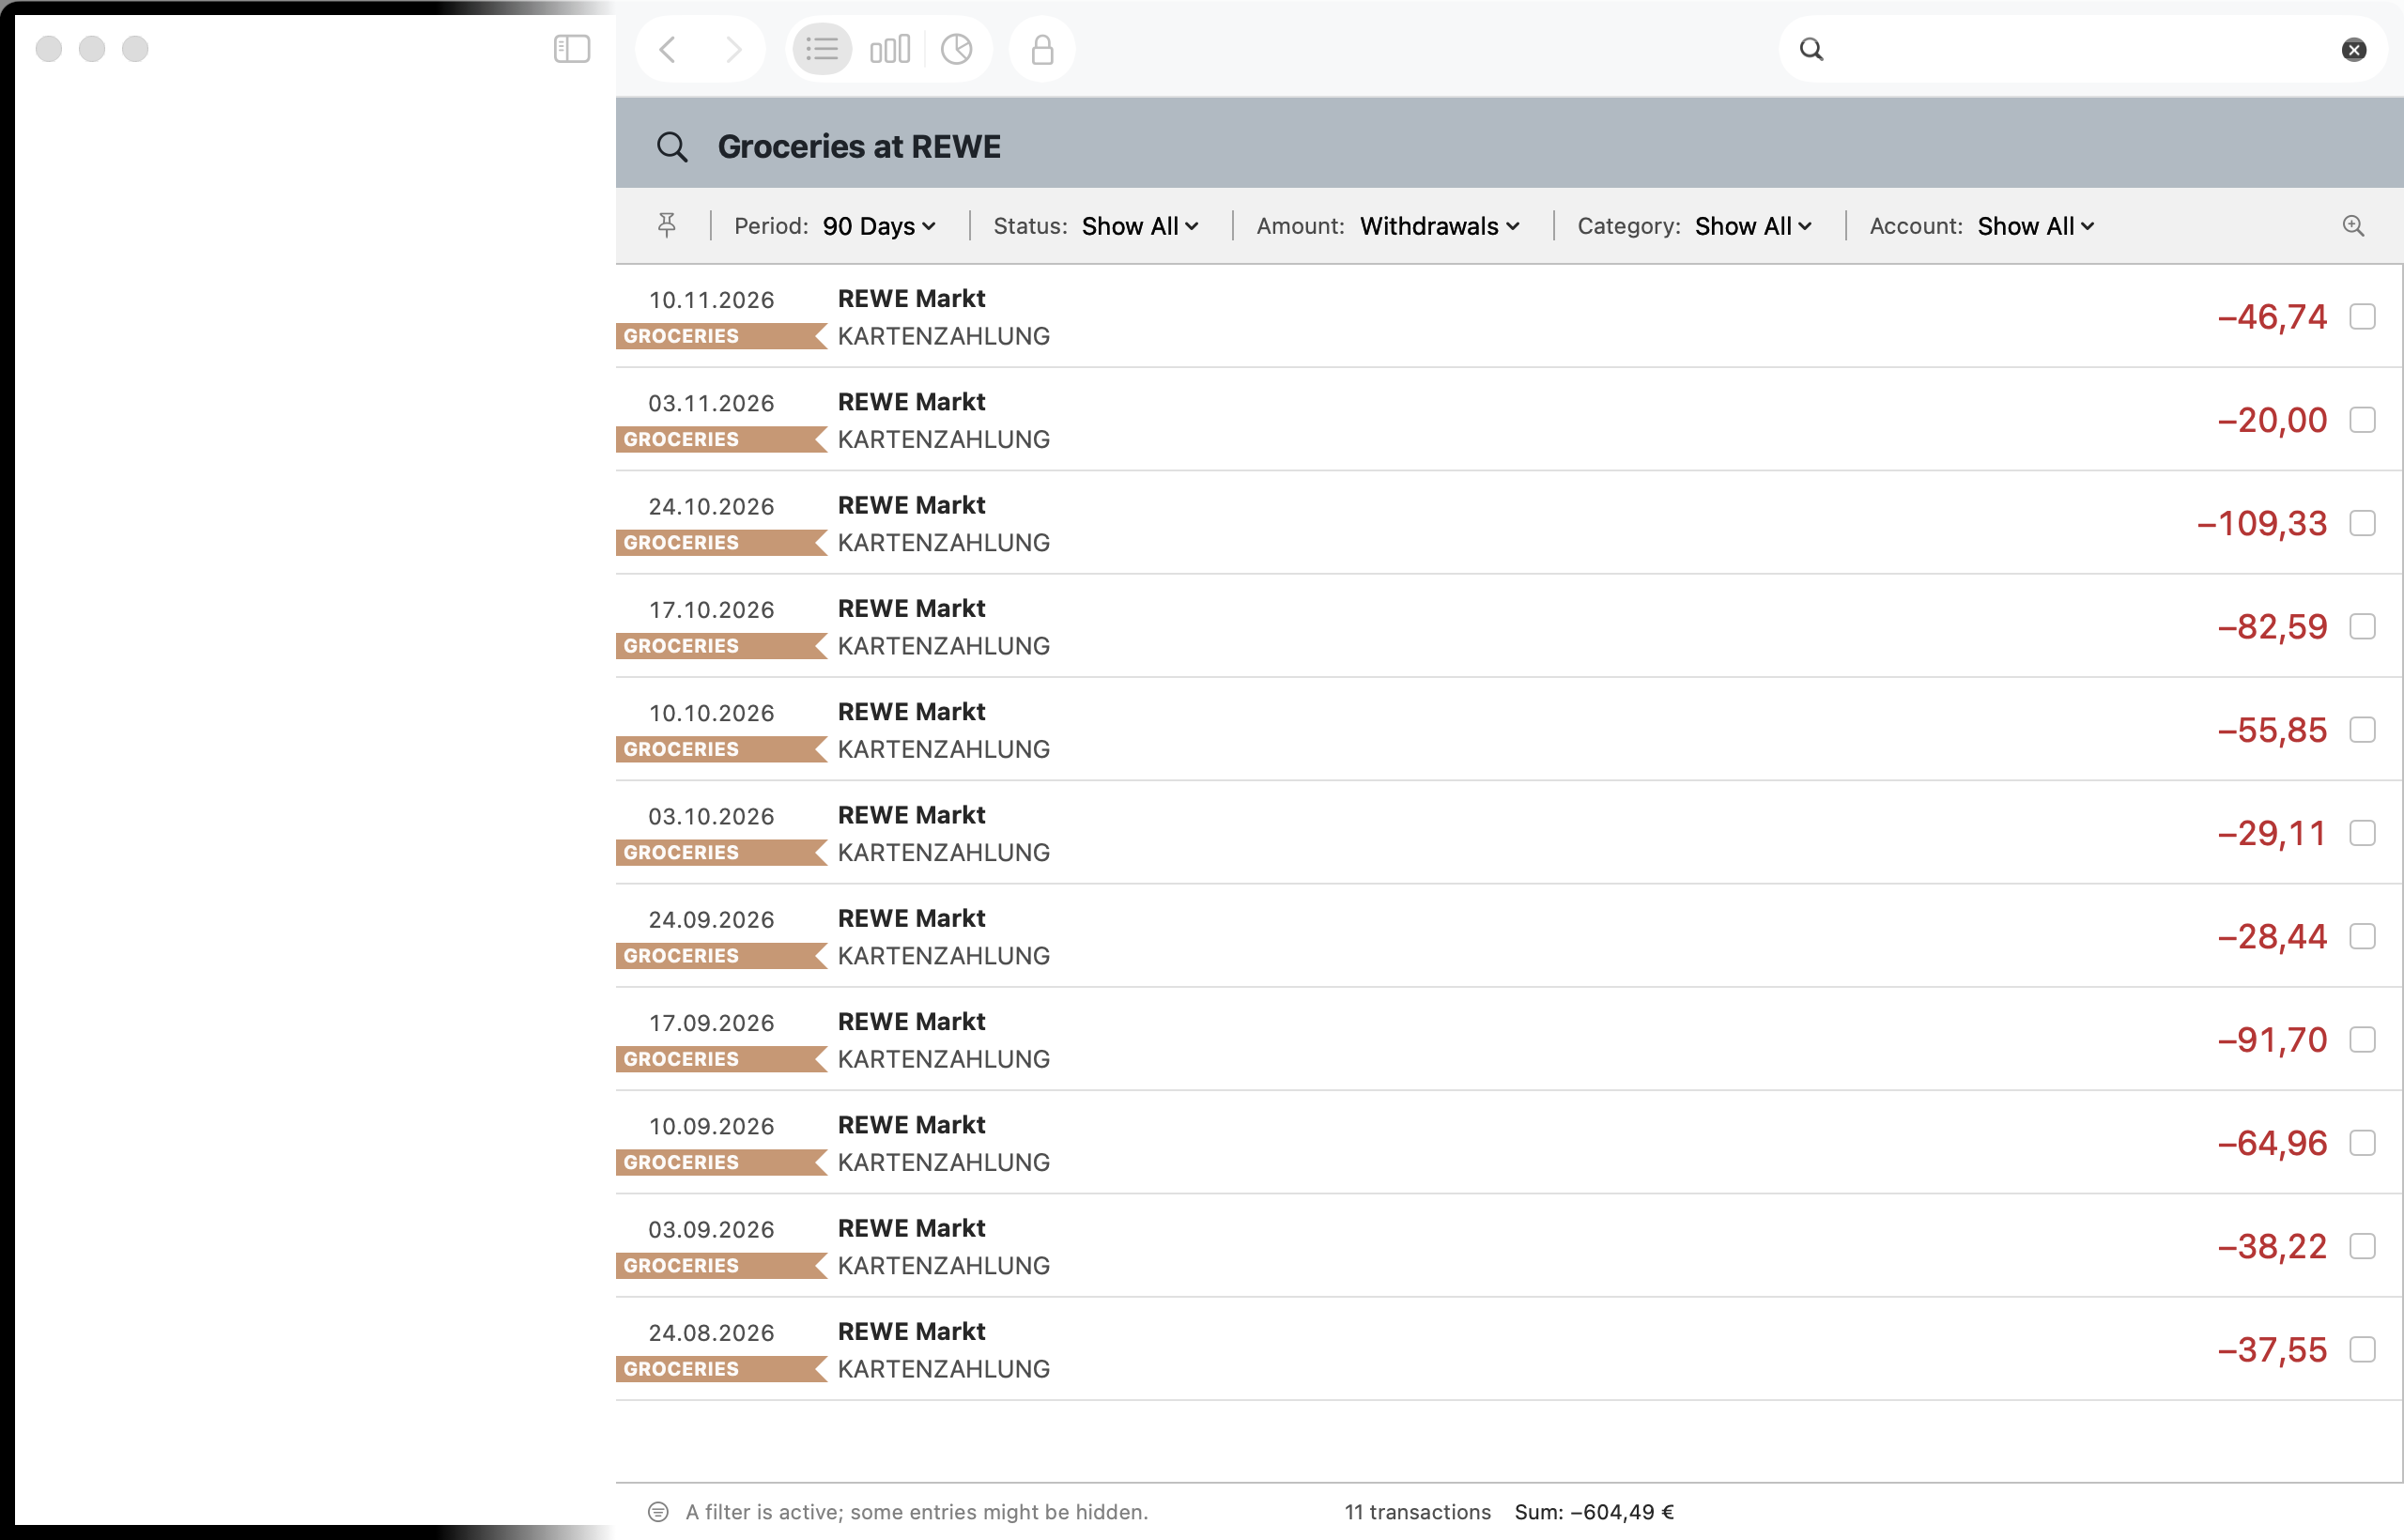 Groceries at REWE
Period: 90 Days Status: Show All Amount: Withdrawals Category: Show All Account: Show All
10.11.2026 REWE Markt
GROCERIES KARTENZAHLUNG –46,74
03.11.2026 REWE Markt
GROCERIES KARTENZAHLUNG –20,00
24.10.2026 REWE Markt
GROCERIES KARTENZAHLUNG –109,33
17.10.2026 REWE Markt
GROCERIES KARTENZAHLUNG –82,59
10.10.2026 REWE Markt
GROCERIES KARTENZAHLUNG –55,85
03.10.2026 REWE Markt
GROCERIES KARTENZAHLUNG –29,11
24.09.2026 REWE Markt
GROCERIES KARTENZAHLUNG –28,44
17.09.2026 REWE Markt
GROCERIES KARTENZAHLUNG –91,70
10.09.2026 REWE Markt
GROCERIES KARTENZAHLUNG –64,96
03.09.2026 REWE Markt
GROCERIES KARTENZAHLUNG –38,22
24.08.2026 REWE Markt
GROCERIES KARTENZAHLUNG –37,55
A filter is active; some entries might be hidden. 11 transactions Sum: –604,49 €